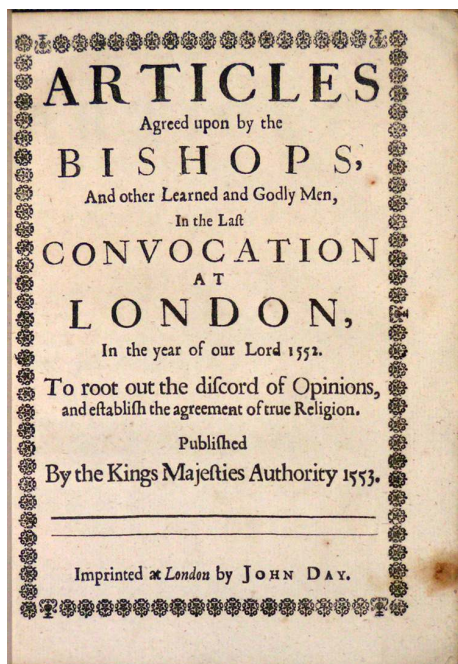 ARTICLES
Agreed upon by the
BISHOPS,
And other Learned and Godly Men,
In the Laſt
CONVOCATION
AT
LONDON,
In the year of our Lord 1552.
To root out the diſcord of Opinions,
and eſtabliſh the agreement of true Religion.
Publiſhed
By the Kings Majeſties Authority 1553.
Imprinted at London by JOHN DAY.